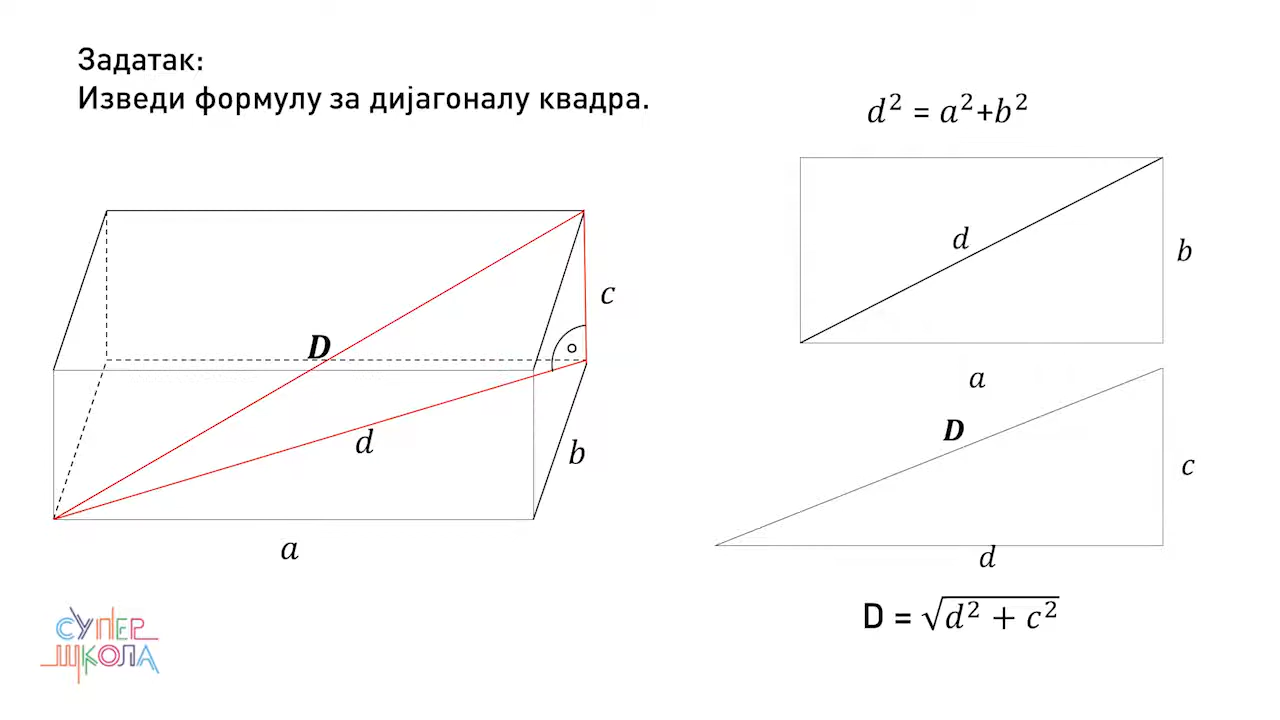 Задатак:
Изведи формулу за дијагоналу квадра.
d² = a²+b²
d
b
a
c
D
d
b
a
D
c
d
D = √(d² + c²)
СУПЕР
ШКОЛА